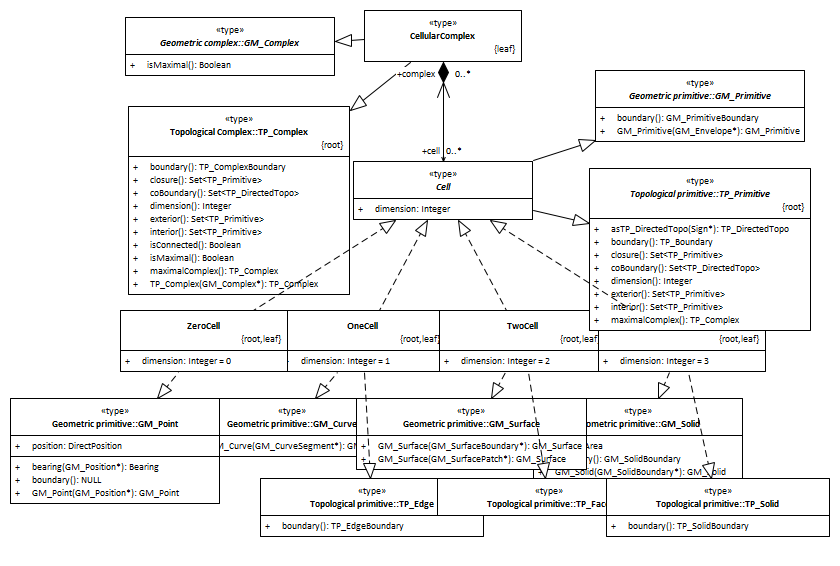 «type»
CellularComplex
{leaf}
«type»
Geometric complex::GM_Complex
+ isMaximal(): Boolean
+complex 0..*
«type»
Geometric primitive::GM_Primitive
+ boundary(): GM_PrimitiveBoundary
+ GM_Primitive(GM_Envelope*): GM_Primitive
«type»
Topological Complex::TP_Complex
{root}
+ boundary(): TP_ComplexBoundary
+ closure(): Set<TP_Primitive>
+ coBoundary(): Set<TP_DirectedTopo>
+ dimension(): Integer
+ exterior(): Set<TP_Primitive>
+ interior(): Set<TP_Primitive>
+ isConnected(): Boolean
+ isMaximal(): Boolean
+ maximalComplex(): TP_Complex
+ TP_Complex(GM_Complex*): TP_Complex
+cell 0..*
«type»
Cell
+ dimension: Integer
«type»
Topological primitive::TP_Primitive
{root}
+ asTP_DirectedTopo(Sign*): TP_DirectedTopo
+ boundary(): TP_Boundary
+ closure(): Set<TP_Primitive>
+ coBoundary(): Set<TP_DirectedTopo>
+ dimension(): Integer
+ exterior(): Set<TP_Primitive>
+ interior(): Set<TP_Primitive>
+ maximalComplex(): TP_Complex
ZeroCell
{root,leaf}
+ dimension: Integer = 0
OneCell
{root,leaf}
dimension: Integer = 1
TwoCell
{root,leaf
+ dimension: Integer = 2
{root,leaf}
+ dimension: Integer = 3
«type»
Geometric primitive::GM_Point
+ position: DirectPosition
+ bearing(GM_Position*): Bearing
+ boundary(): NULL
+ GM_Point(GM_Position*): GM_Point
«type»
Geometric primitive::GM_Curve
_Curve(GM_CurveSegment*): GM
«type»
Geometric primitive::GM_Surface
+ GM_Surface(GM_SurfaceBoundary*): GM_Surface
+ GM_Surface(GM_SurfacePatch*): GM_Surface
«type»
ometric primitive::GM_Solid
Area
ry(): GM_SolidBoundary
GM_Solid(GM_SolidBoundary*): GM_Solid
«type»
Topological primitive::TP_Edge
+ boundary(): TP_EdgeBoundary
«type»
Topological primitive::TP_Fac
«type»
Topological primitive::TP_Solid
+ boundary(): TP_SolidBoundary